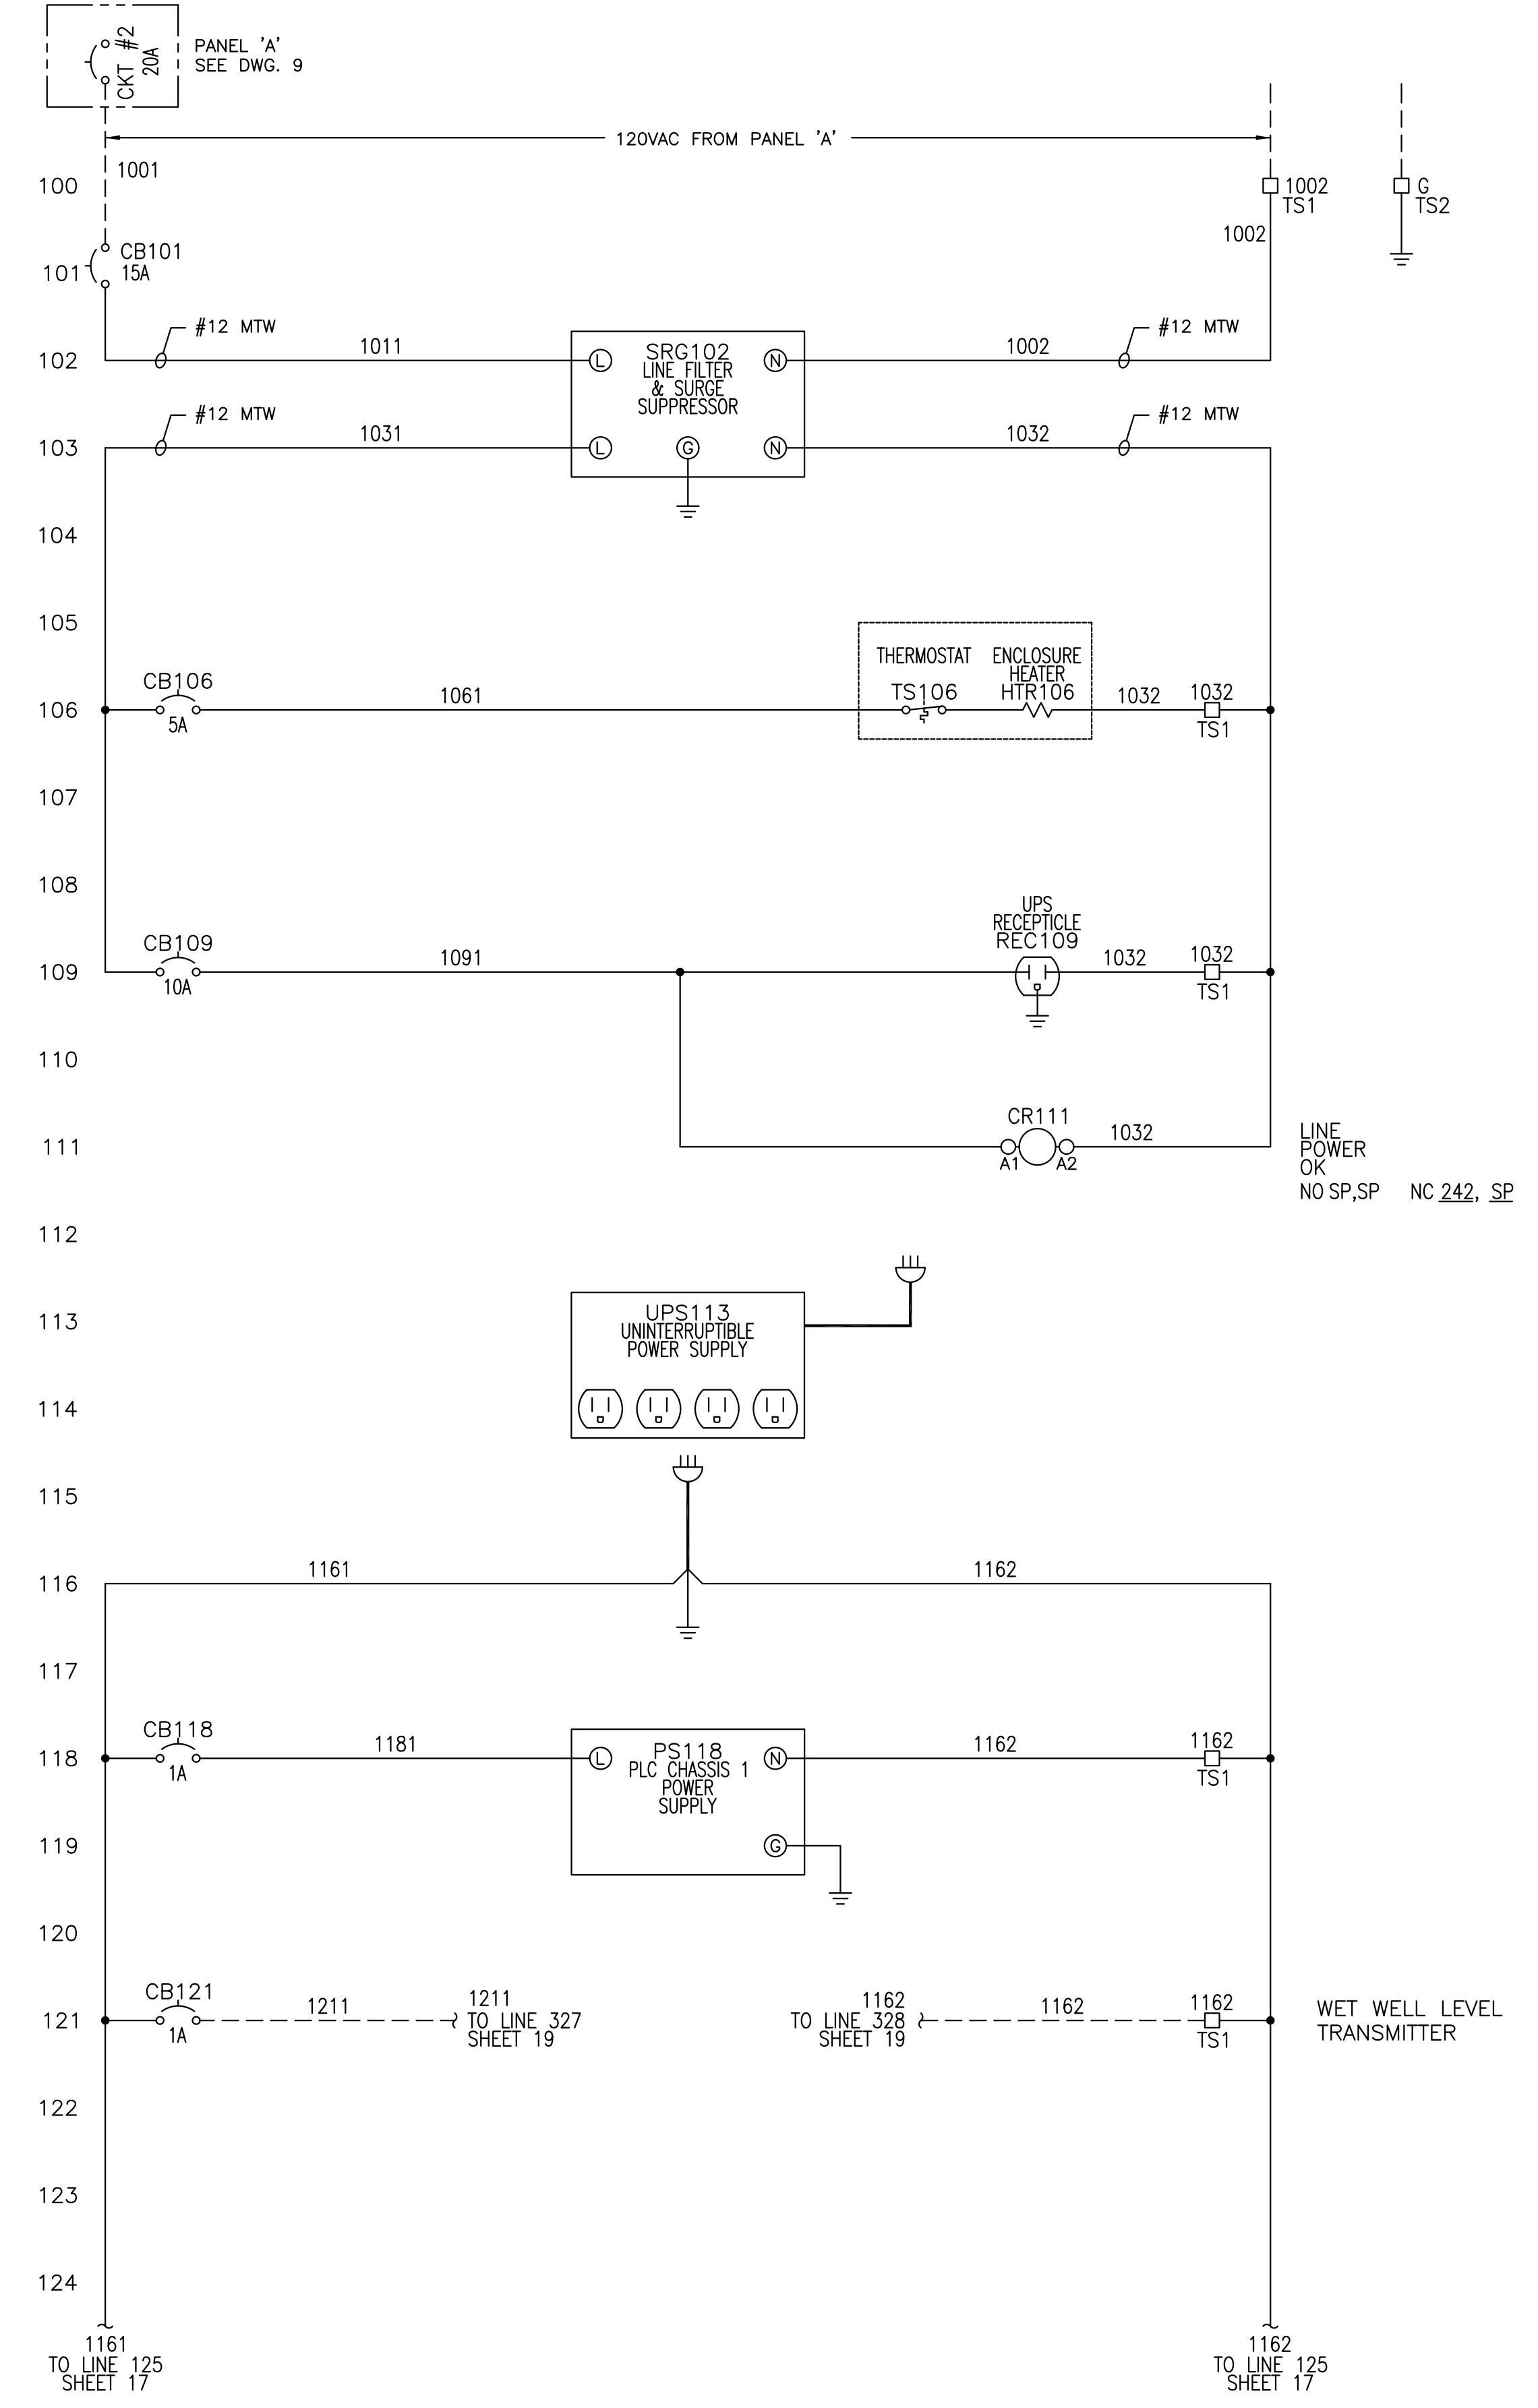 CKT #2
20A
PANEL 'A'
SEE DWG. 9
120VAC FROM PANEL 'A'
1001
100
1002
TS1
G
TS2
1002
CB101
101
15A
#12 MTW
#12 MTW
102
1011
L
SRG102
LINE FILTER
& SURGE
SUPPRESSOR
N
1002
#12 MTW
#12 MTW
103
1031
L
G
N
1032
104
105
THERMOSTAT
ENCLOSURE
HEATER
CB106
TS106
HTR106
106
1061
1032
1032
5A
TS1
107
108
UPS
RECEPTICLE
REC109
CB109
109
1091
1032
1032
10A
TS1
110
CR111
111
1032
A1
A2
LINE
POWER
OK
NO SP,SP NC 242, SP
112
113
UPS113
UNINTERRUPTIBLE
POWER SUPPLY
114
115
116
1161
1162
117
CB118
118
1181
1A
L
PS118
PLC CHASSIS 1
POWER
SUPPLY
N
1162
1162
TS1
119
G
120
CB121
121
1211
1A
1211
TO LINE 327
SHEET 19
1162
TO LINE 328
SHEET 19
1162
1162
TS1
WET WELL LEVEL
TRANSMITTER
122
123
124
1161
TO LINE 125
SHEET 17
1162
TO LINE 125
SHEET 17